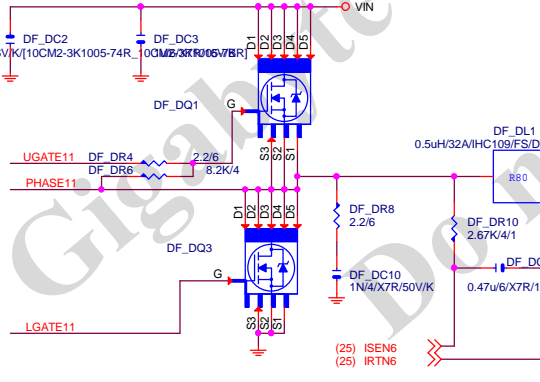 VIN
DF_DC2
DF_DC3
D1
D2
D3
D4
D5
DF_DQ1
G
S3
S2
S1
UGATE11
DF_DR4
2.2/6
DF_DR6
8.2K/4
PHASE11
DF_DL1
0.5uH/32A/IHC109/FS/D
R80
D1
D2
D3
D4
D5
DF_DQ3
G
S3
S2
S1
DF_DR8
2.2/6
DF_DR10
2.67K/4/1
DF_DC10
1N/4/X7R/50V/K
DF_DC
0.47u/6/X7R/1
LGATE11
(25) ISEN6
(25) IRTN6
Gigabyte
Do n